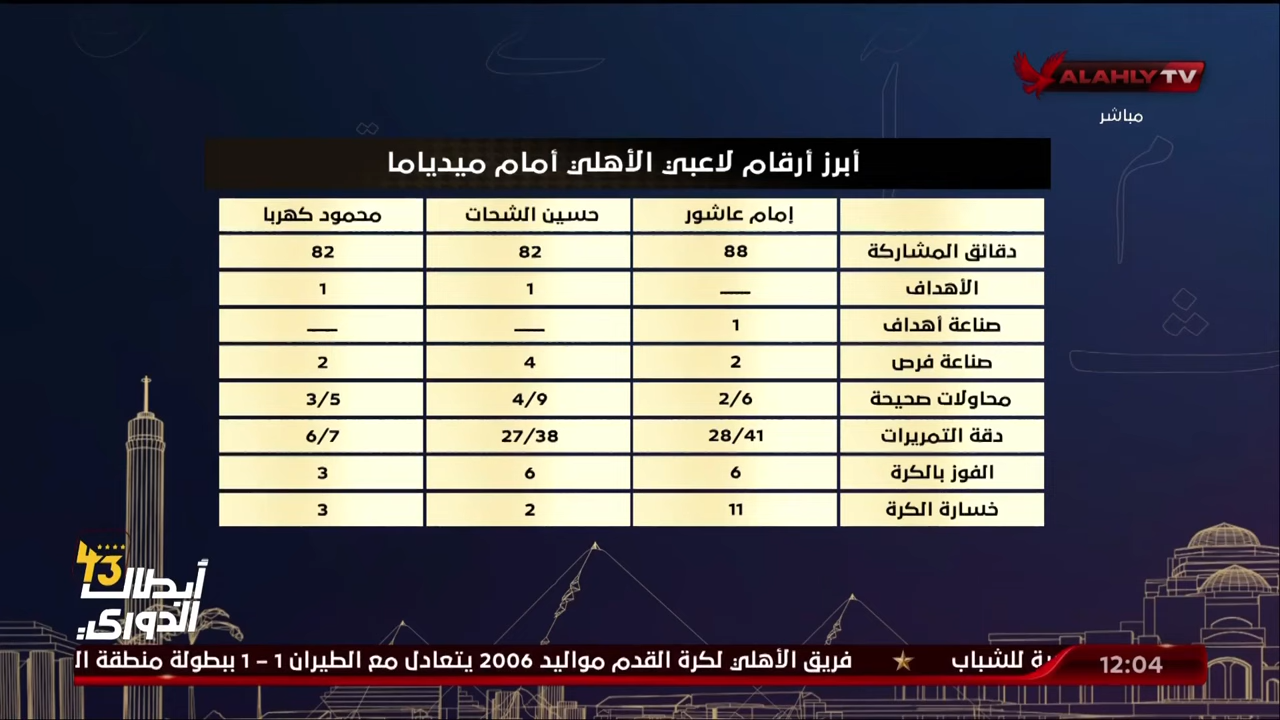 ALAHLY TV
مباشر
أبرز أرقام لاعبي الأهلي أمام ميدياما
إمام عاشور حسين الشحات محمود كهربا
دقائق المشاركة 88 82 82
الأهداف — 1 1
صناعة أهداف 1 — —
صناعة فرص 2 4 2
محاولات صحيحة 2/6 4/9 3/5
دقة التمريرات 28/41 27/38 6/7
الفوز بالكرة 6 6 3
خسارة الكرة 11 2 3
43
أبطال
الدوري
12:04
للشباب ★ فريق الأهلي لكرة القدم مواليد 2006 يتعادل مع الطيران 1 - 1 ببطولة منطقة